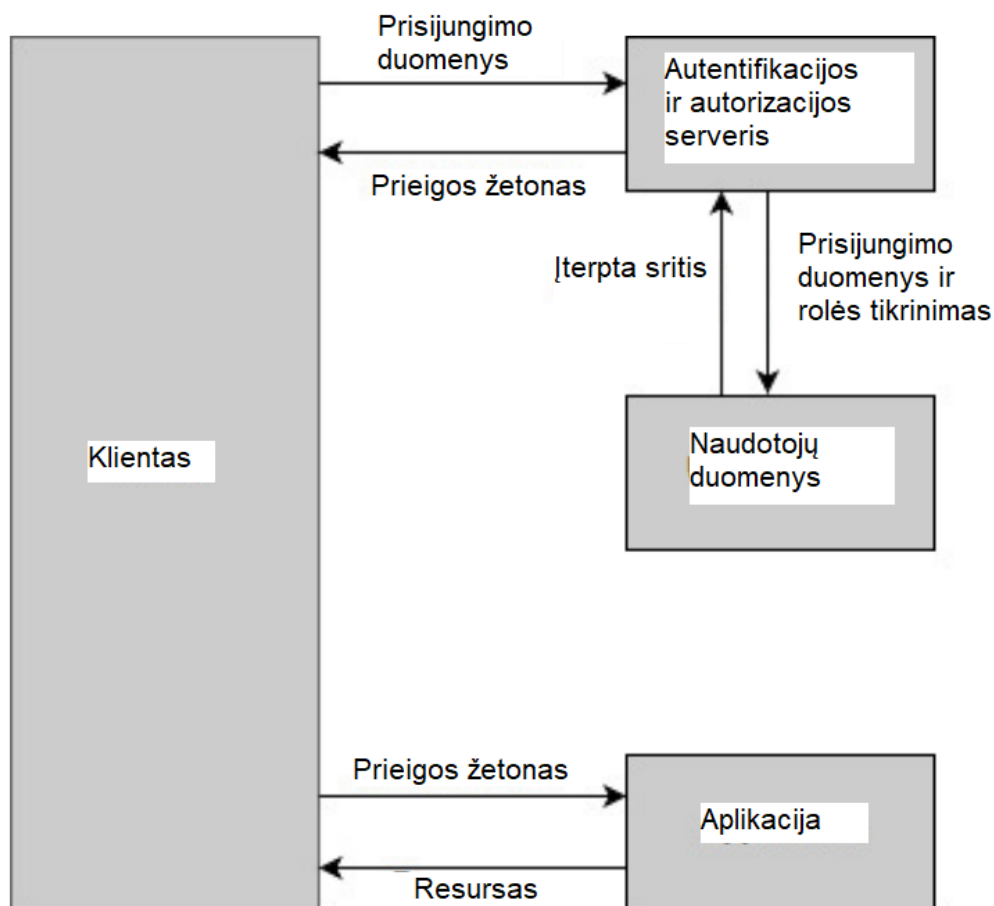 Prisijungimo
duomenys
Autentifikacijos
ir autorizacijos
serveris
Prieigos žetonas
Įterpta sritis
Prisijungimo
duomenys ir
rolės tikrinimas
Klientas
Naudotojų
duomenys
Prieigos žetonas
Aplikacija
Resursas